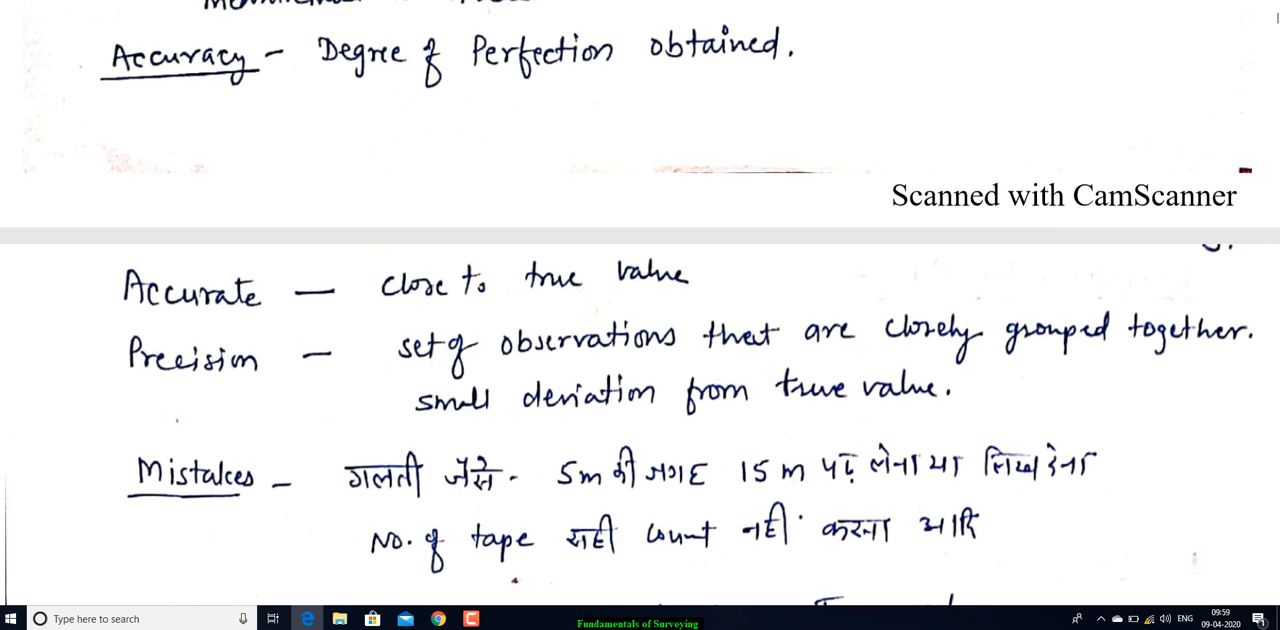 Accuracy - Degree of Perfection obtained.
Scanned with CamScanner
Accurate — close to true value
Precision — set of observations that are closely grouped together.
small deviation from true value.
Mistakes - गलती जैसे - 5m की जगह 15 m पढ़ लेना या लिख देना
No. of tape सही count नहीं करना आदि
Type here to search
ENG
09:59
09-04-2020
Fundamentals of Surveying